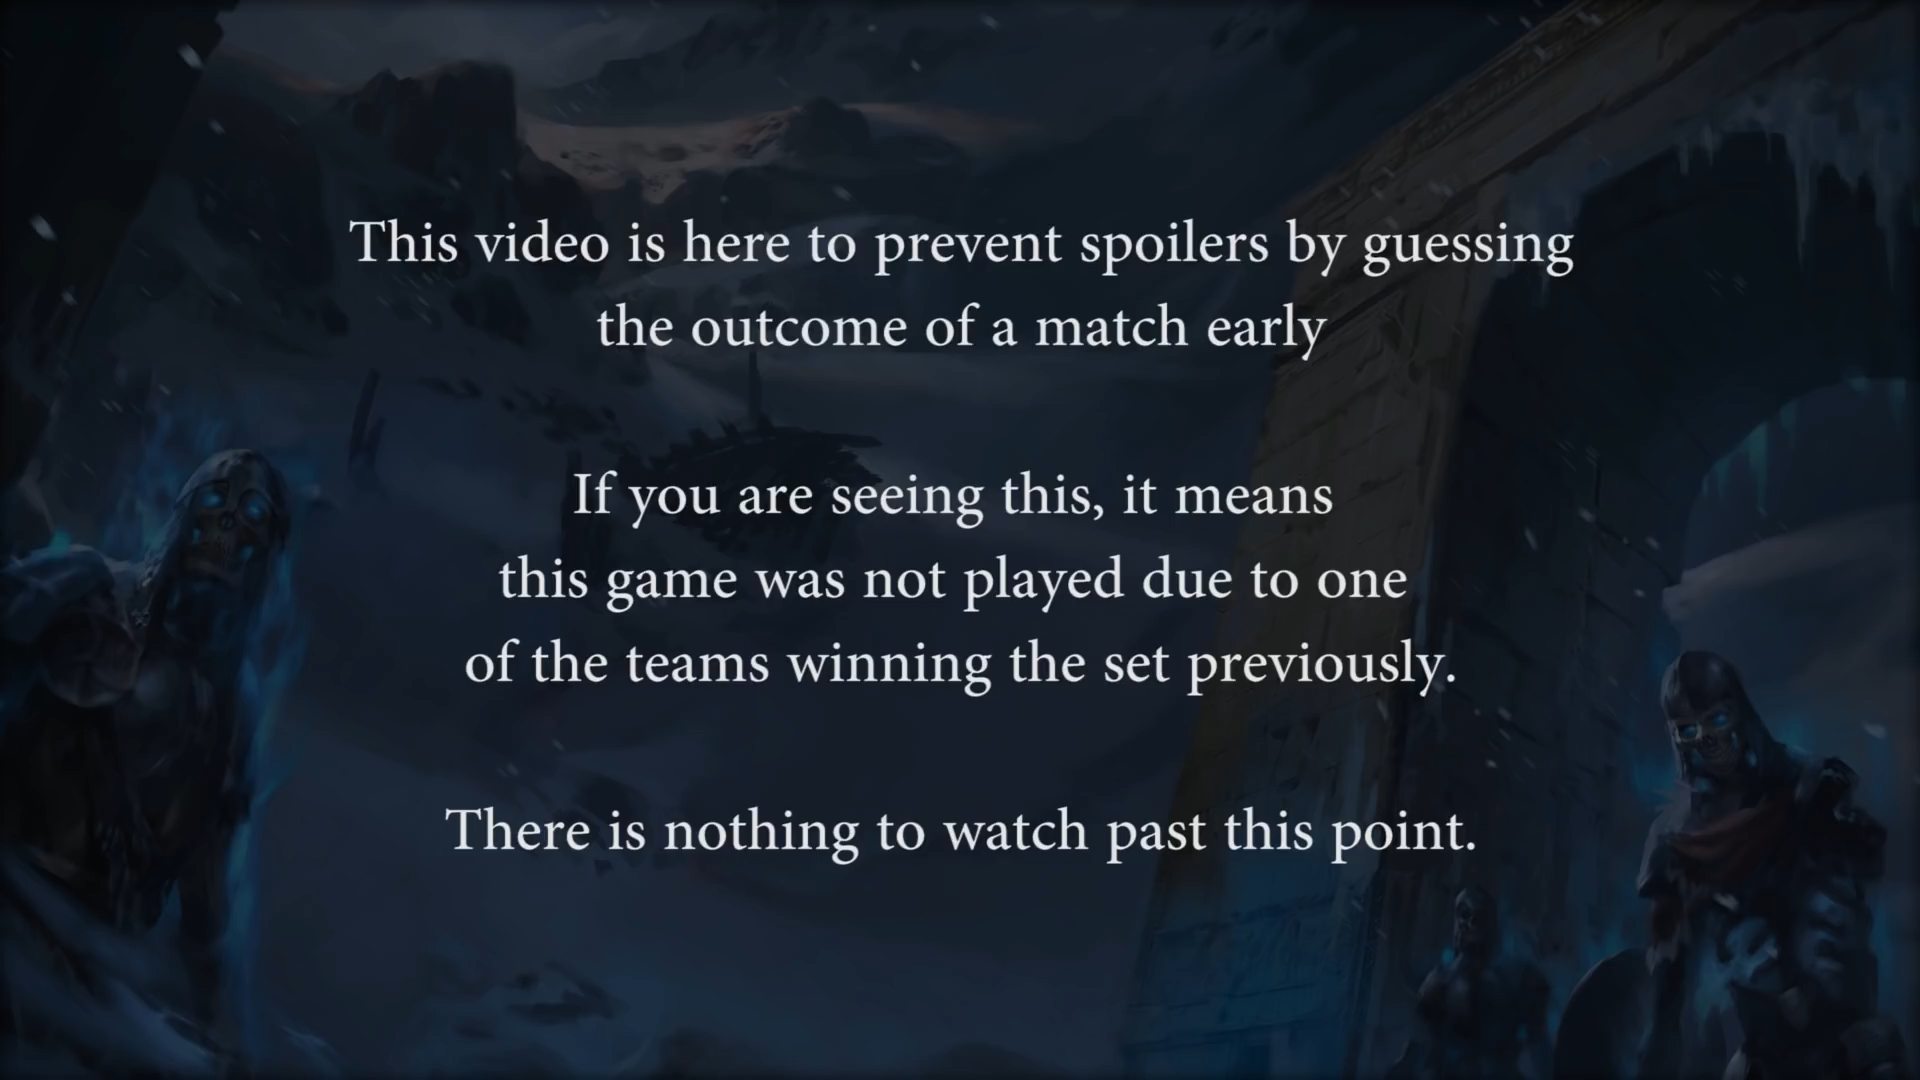 This video is here to prevent spoilers by guessing
the outcome of a match early
If you are seeing this, it means
this game was not played due to one
of the teams winning the set previously.
There is nothing to watch past this point.